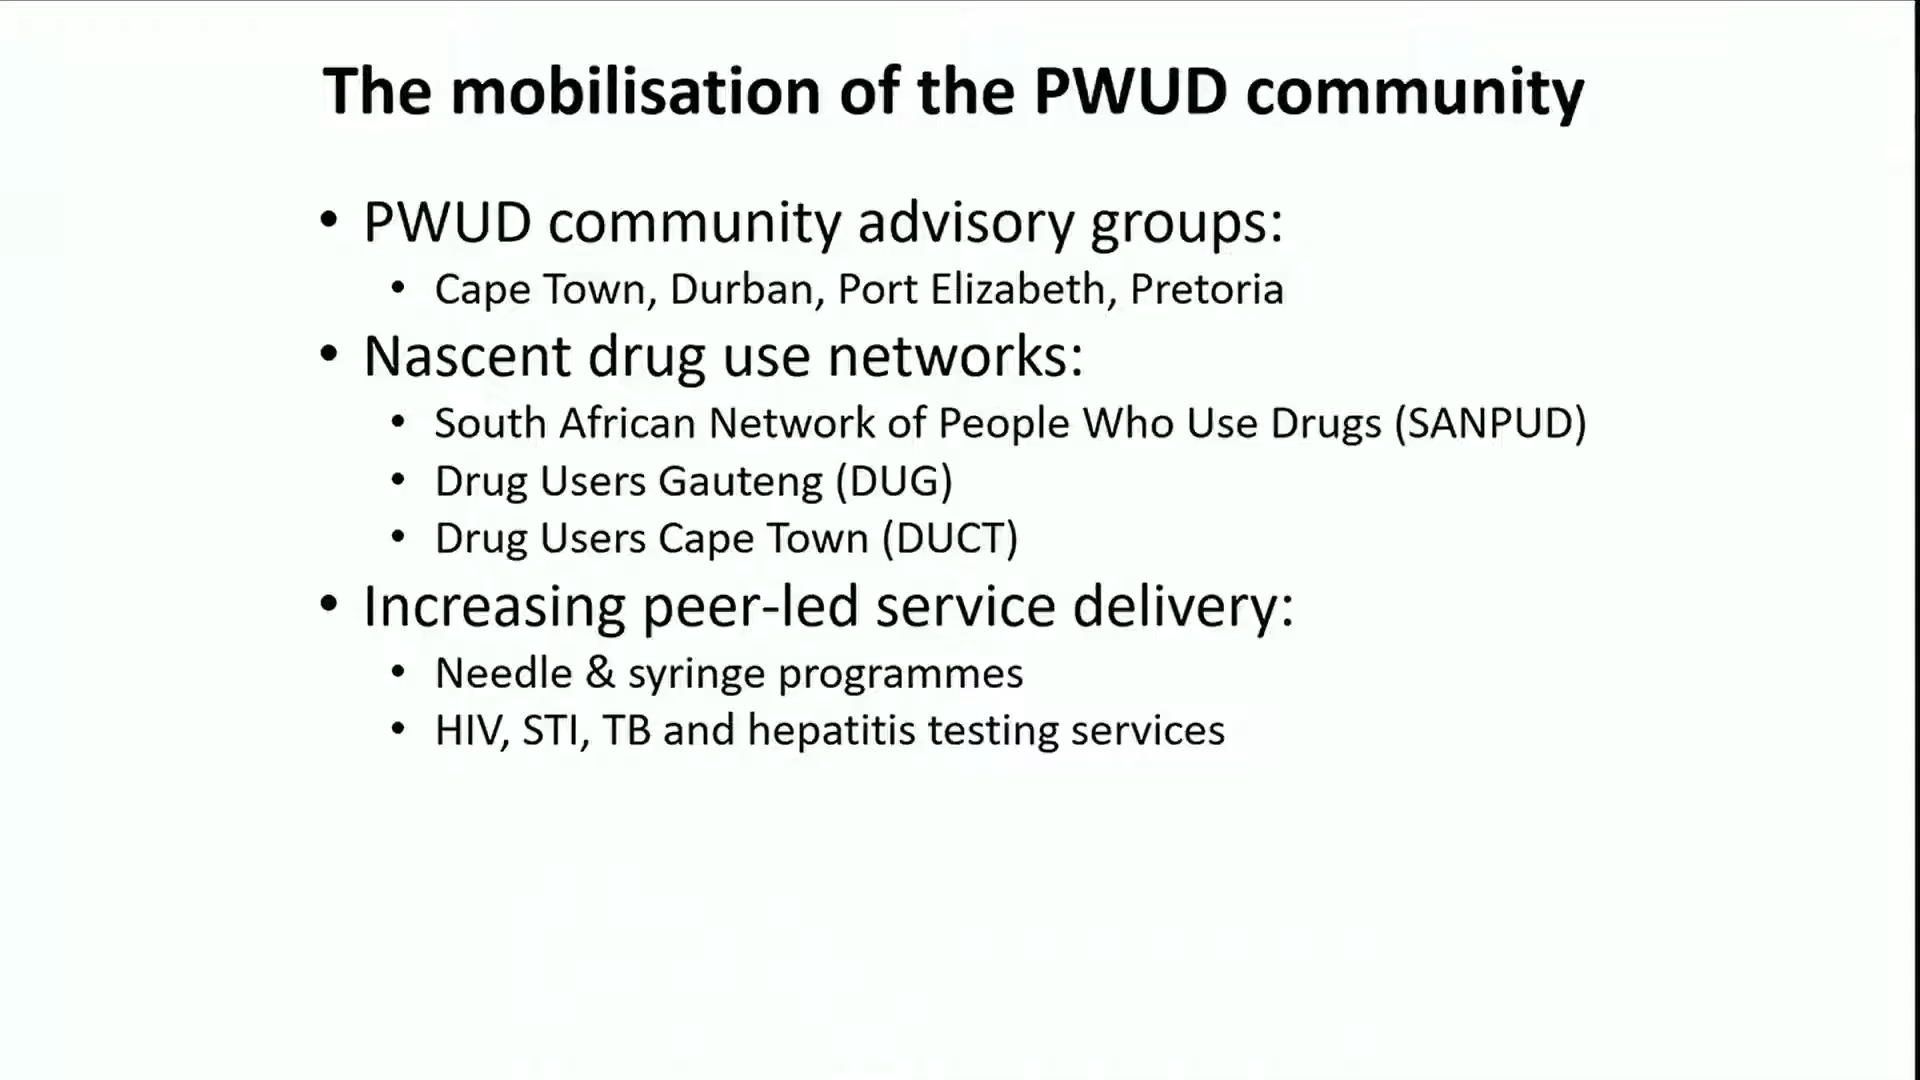 The mobilisation of the PWUD community
• PWUD community advisory groups:
• Cape Town, Durban, Port Elizabeth, Pretoria
• Nascent drug use networks:
• South African Network of People Who Use Drugs (SANPUD)
• Drug Users Gauteng (DUG)
• Drug Users Cape Town (DUCT)
• Increasing peer-led service delivery:
• Needle & syringe programmes
• HIV, STI, TB and hepatitis testing services